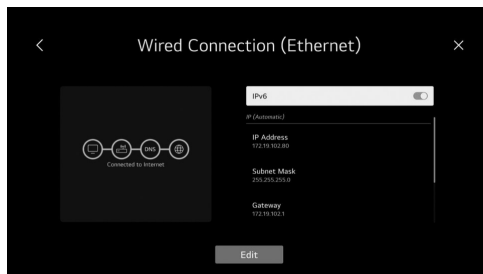 Wired Connection (Ethernet)
IPv6
IP (Automatic)
IP Address
172.19.102.80
DNS
Connected to Internet
Subnet Mask
255.255.255.0
Gateway
172.19.102.1
Edit